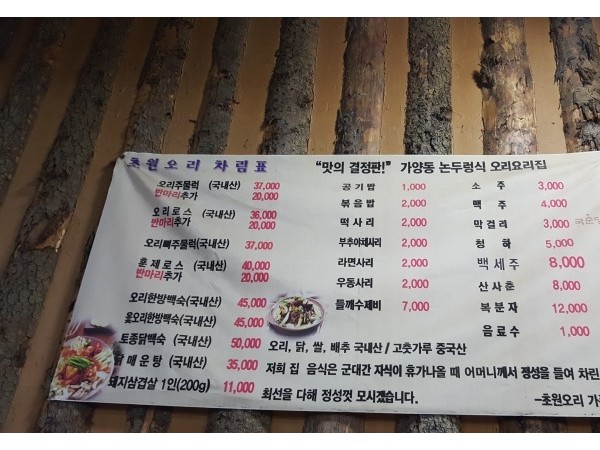 초원오리 차림표
"맛의 결정판!" 가양동 논두렁식 오리요리집
오리주물럭 (국내산) 37,000
반마리추가 20,000
오리로스 (국내산) 36,000
반마리추가 20,000
오리뼈주물럭(국내산) 37,000
훈제로스 (국내산) 40,000
반마리추가 20,000
오리한방백숙(국내산) 45,000
옻오리한방백숙(국내산) 45,000
토종닭백숙(국내산) 50,000
닭매운탕 (국내산) 35,000
돼지삼겹살 1인(200g) 11,000
공기밥 1,000
볶음밥 2,000
떡사리 2,000
부추야채사리 2,000
라면사리 2,000
우동사리 2,000
들깨수제비 7,000
소주 3,000
맥주 4,000
막걸리 3,000
청하 5,000
백세주 8,000
산사춘 8,000
복분자 12,000
음료수 1,000
오리, 닭, 쌀, 배추 국내산 / 고춧가루 중국산
저희 집 음식은 군대간 자식이 휴가나올 때 어머니께서 정성을 들여 차린
최선을 다해 정성껏 모시겠습니다.
-초원오리 가